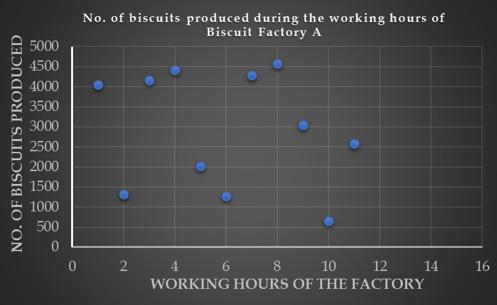 No. of biscuits produced during the working hours of
Biscuit Factory A
NO. OF BISCUITS PRODUCED
5000
4500
4000
3500
3000
2500
2000
1500
1000
500
0
0 2 4 6 8 10 12 14 16
WORKING HOURS OF THE FACTORY